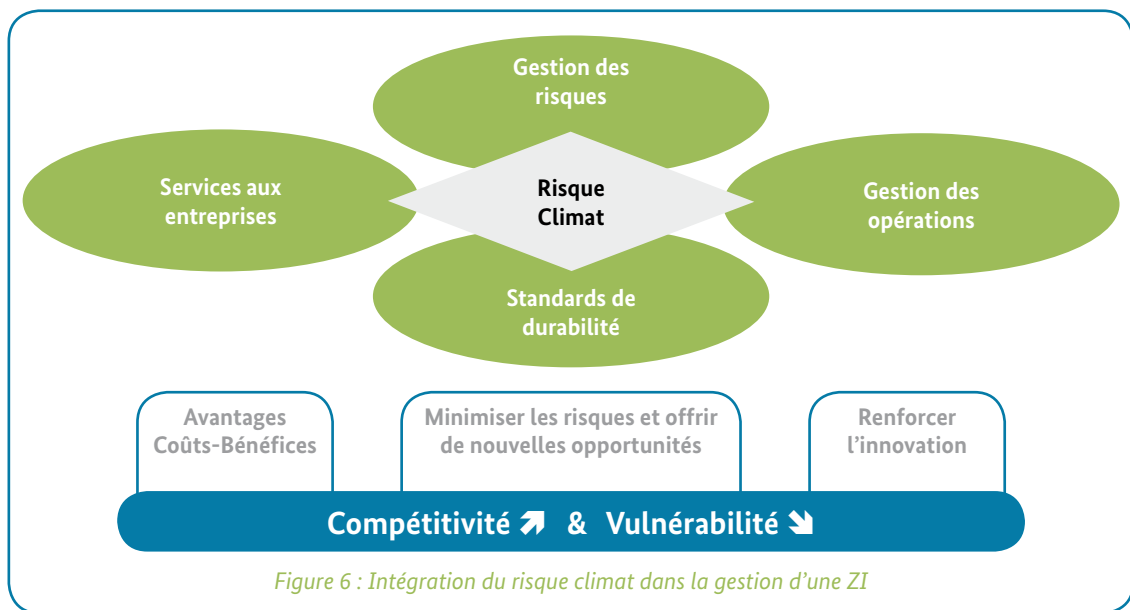 Gestion des
risques
Services aux
entreprises
Risque
Climat
Gestion des
opérations
Standards de
durabilité
Avantages
Coûts-Bénéfices
Minimiser les risques et offrir
de nouvelles opportunités
Renforcer
l’innovation
Compétitivité 🡽 & Vulnérabilité 🡾
Figure 6 : Intégration du risque climat dans la gestion d’une ZI